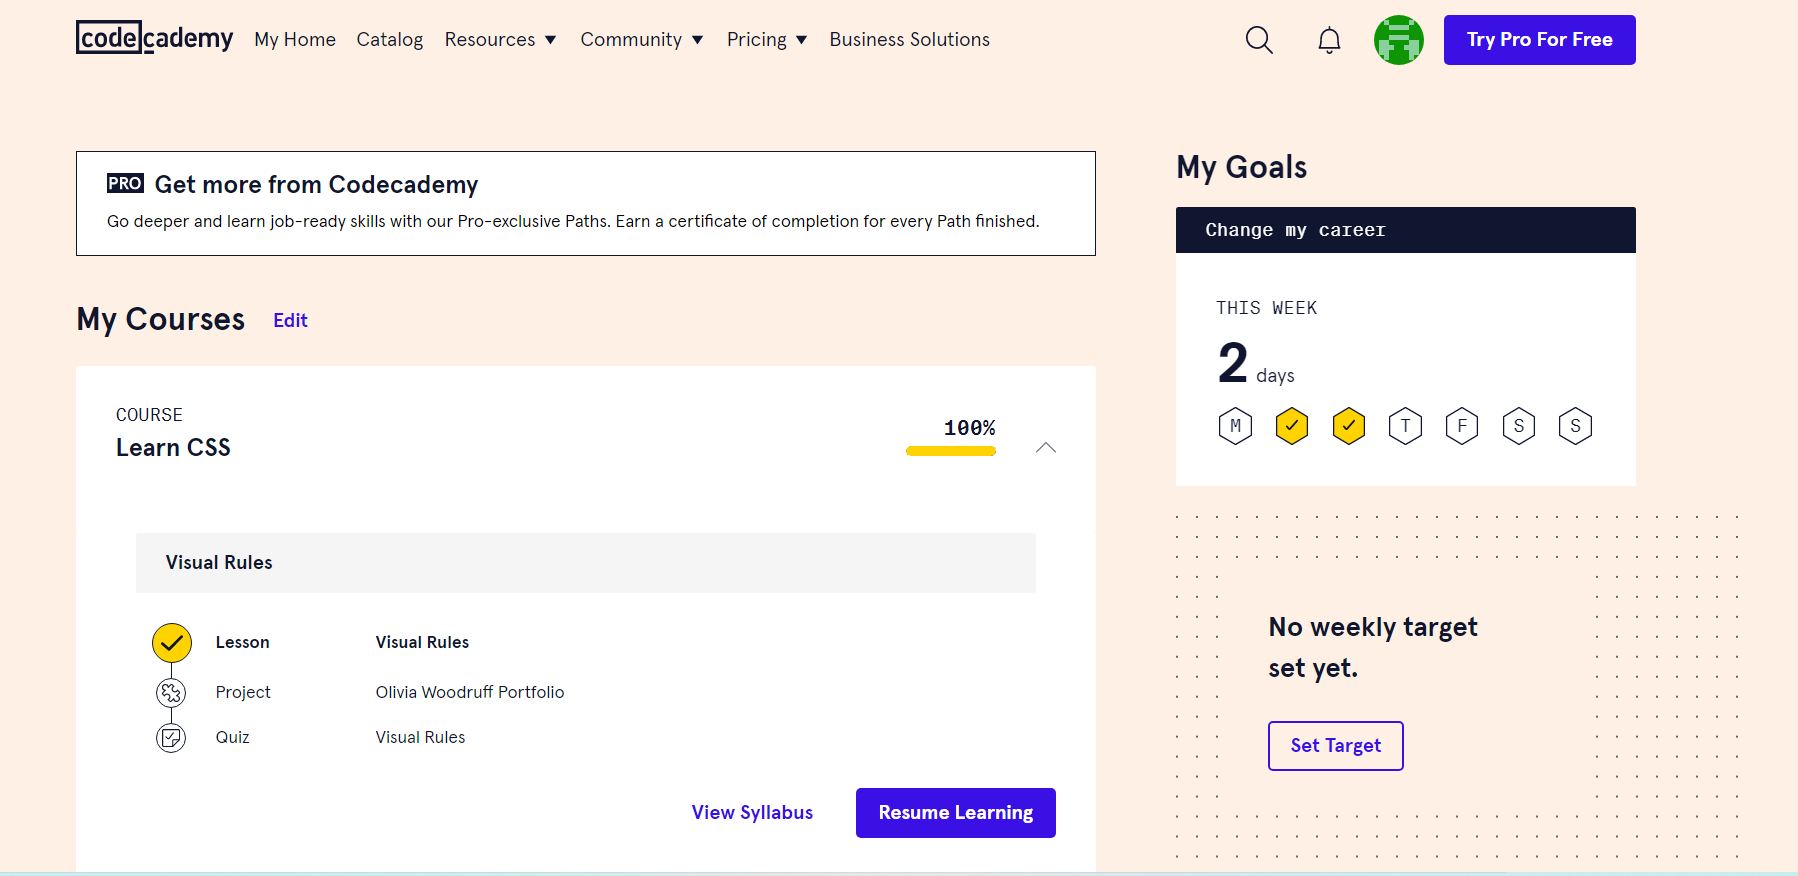 codecademy
My Home
Catalog
Resources
Community
Pricing
Business Solutions
Try Pro For Free
PRO Get more from Codecademy
Go deeper and learn job-ready skills with our Pro-exclusive Paths. Earn a certificate of completion for every Path finished.
My Courses
Edit
COURSE
Learn CSS
100%
Visual Rules
Lesson Visual Rules
Project Olivia Woodruff Portfolio
Quiz Visual Rules
View Syllabus
Resume Learning
My Goals
Change my career
THIS WEEK
2 days
M T F S S
No weekly target
set yet.
Set Target